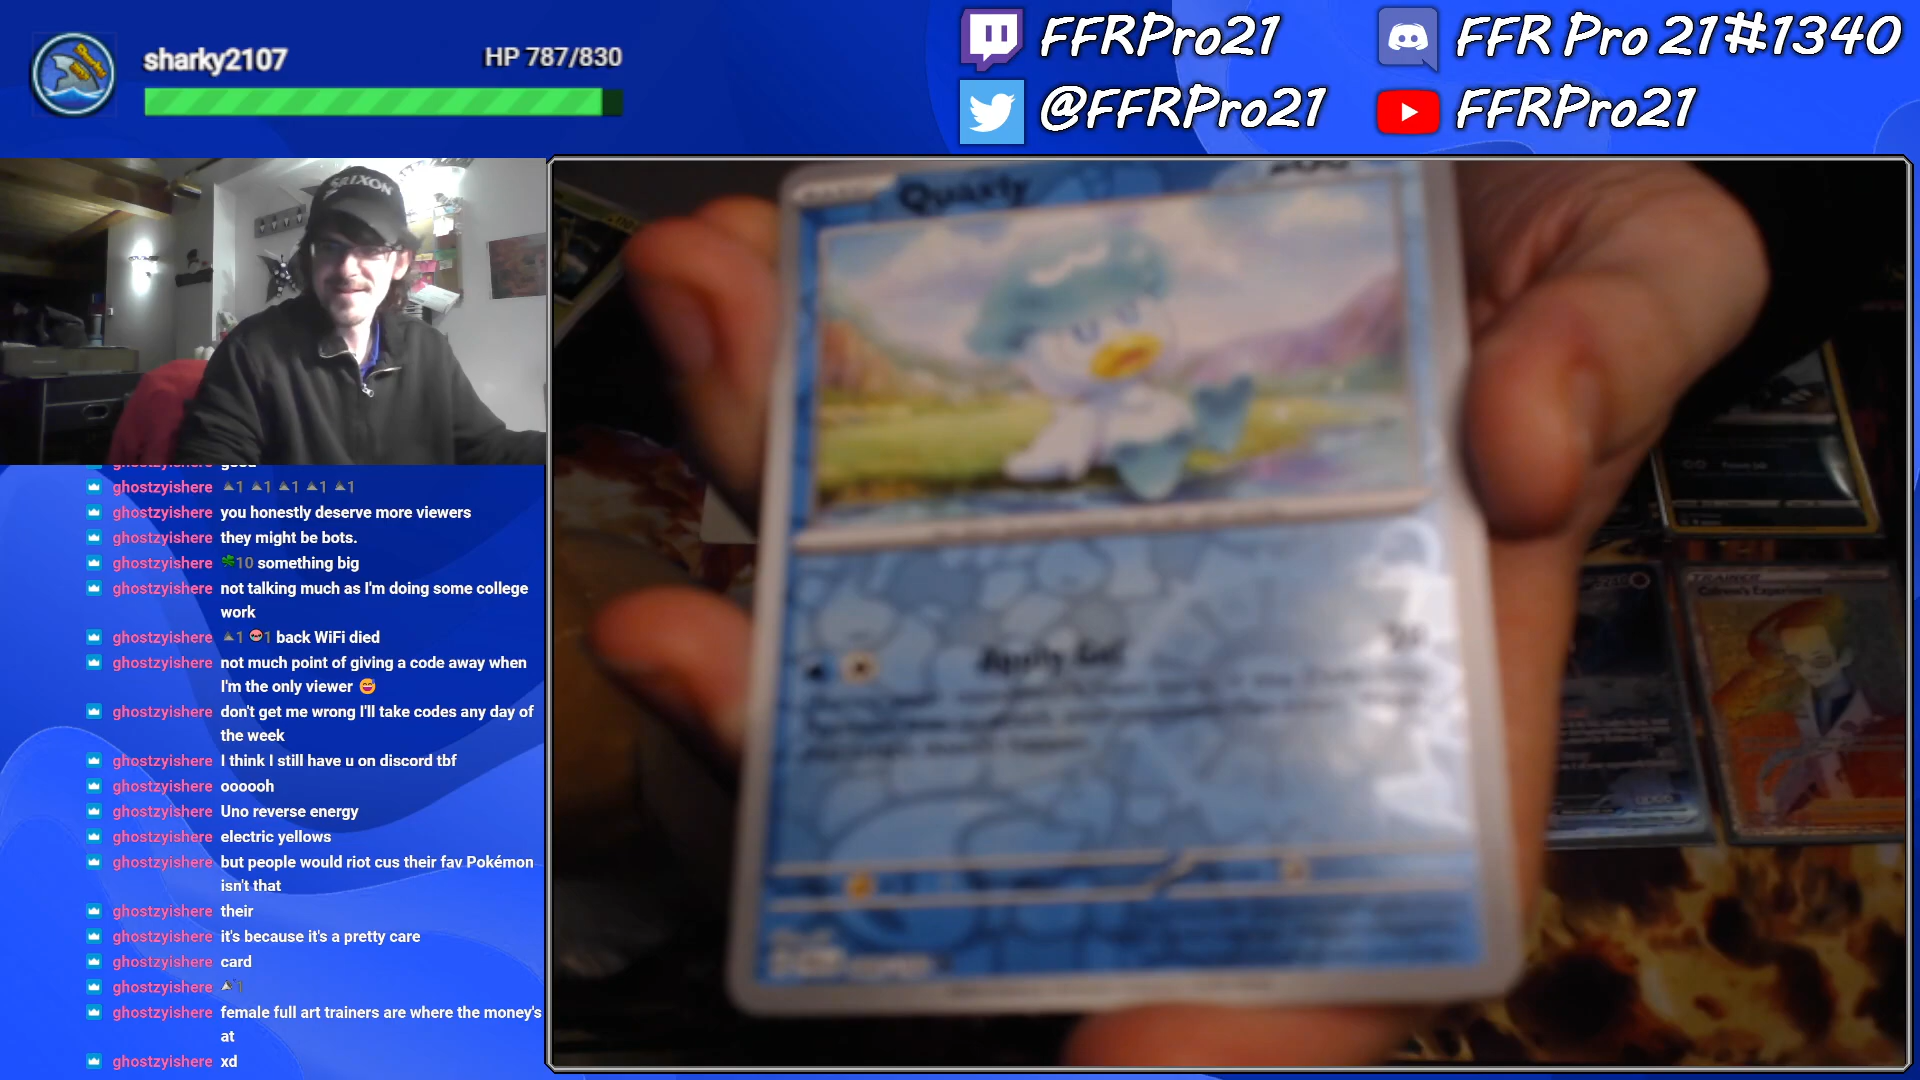 sharky2107
HP 787/830
FFRPro21
FFR Pro 21#1340
@FFRPro21
FFRPro21
SRIXON
ghostzyishere good
ghostzyishere 1 1 1 1 1
ghostzyishere you honestly deserve more viewers
ghostzyishere they might be bots.
ghostzyishere 10 something big
ghostzyishere not talking much as I'm doing some college
work
ghostzyishere 1 1 back WiFi died
ghostzyishere not much point of giving a code away when
I'm the only viewer 😅
ghostzyishere don't get me wrong I'll take codes any day of
the week
ghostzyishere I think I still have u on discord tbf
ghostzyishere oooooh
ghostzyishere Uno reverse energy
ghostzyishere electric yellows
ghostzyishere but people would riot cus their fav Pokémon
isn't that
ghostzyishere their
ghostzyishere it's because it's a pretty care
ghostzyishere card
ghostzyishere 1
ghostzyishere female full art trainers are where the money's
at
ghostzyishere xd
Quaxly
TRAINER
Colress's Experiment